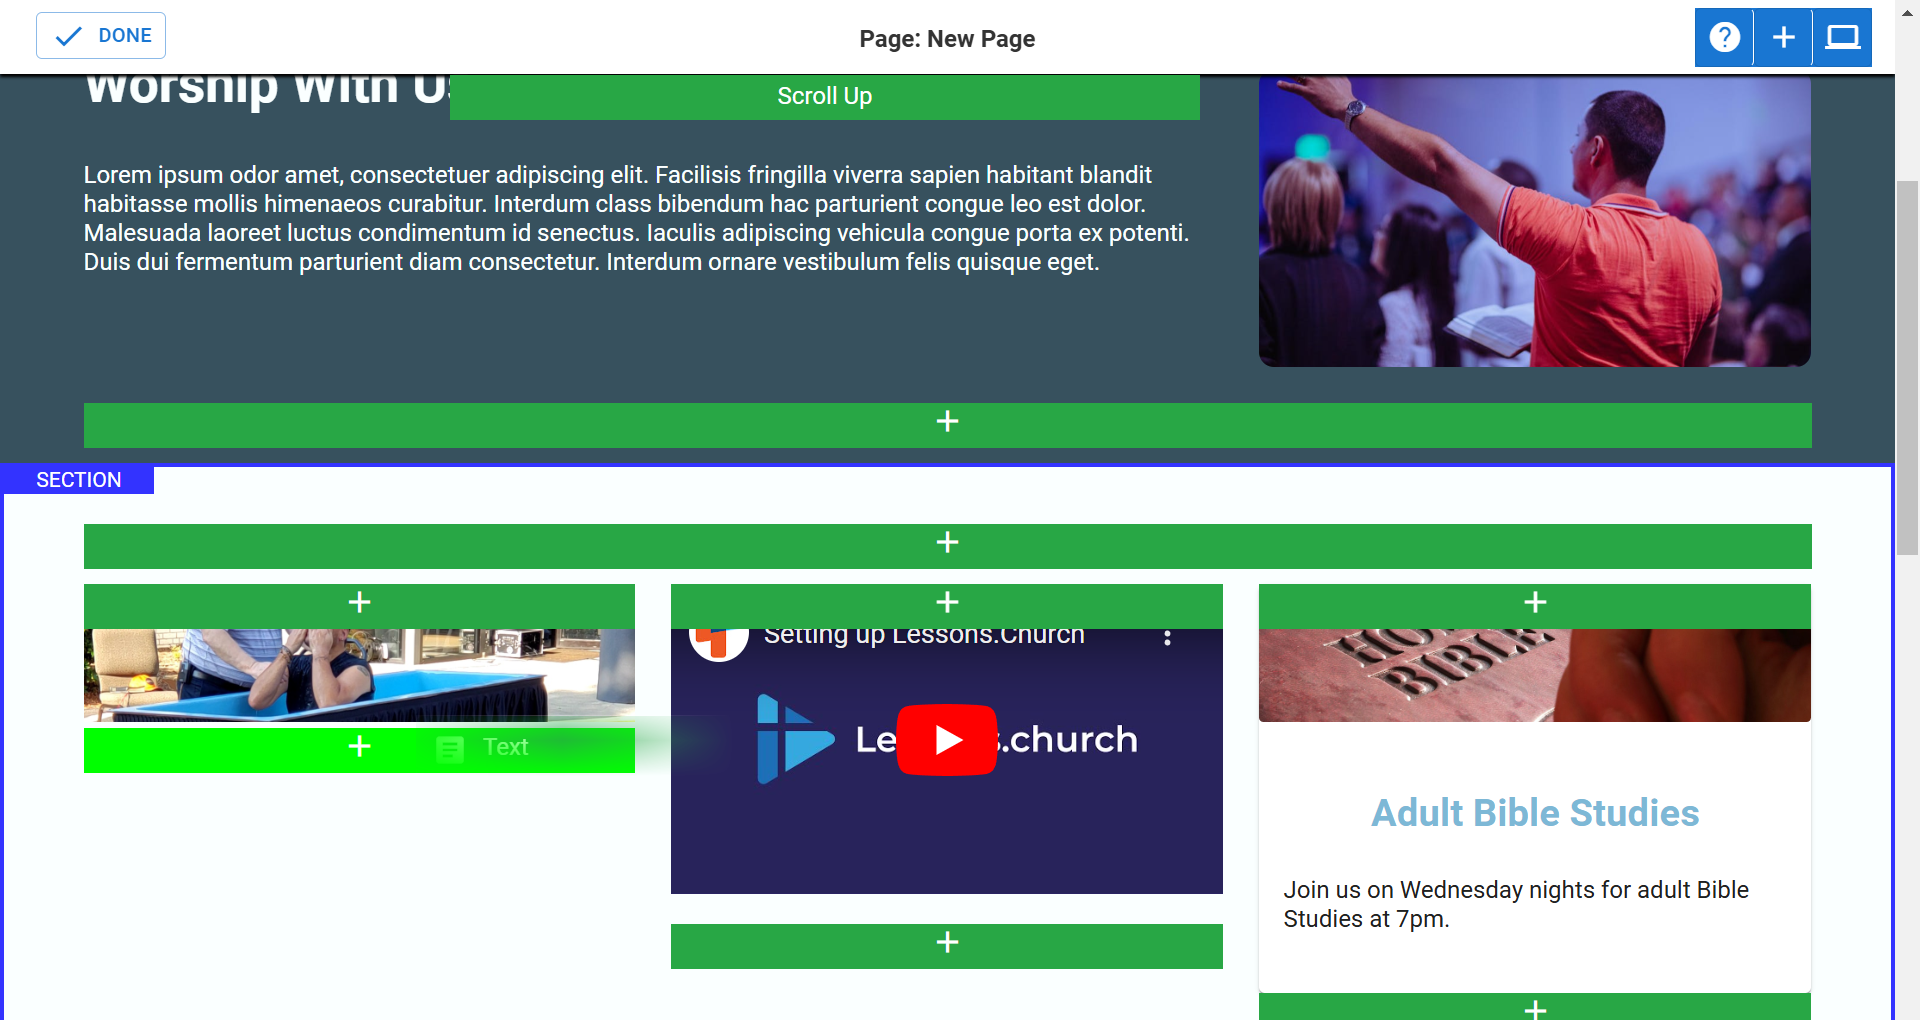 DONE
Page: New Page
Worship With Us
Scroll Up
Lorem ipsum odor amet, consectetuer adipiscing elit. Facilisis fringilla viverra sapien habitant blandit
habitasse mollis himenaeos curabitur. Interdum class bibendum hac parturient congue leo est dolor.
Malesuada laoreet luctus condimentum id senectus. Iaculis adipiscing vehicula congue porta ex potenti.
Duis dui fermentum parturient diam consectetur. Interdum ornare vestibulum felis quisque eget.
SECTION
Setting up Lessons.Church
HOLY
BIBLE
Text
Le s.church
Adult Bible Studies
Join us on Wednesday nights for adult Bible
Studies at 7pm.